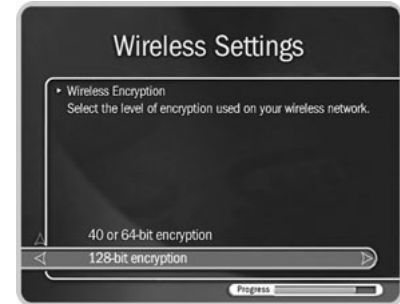 Wireless Settings
Wireless Encryption
Select the level of encryption used on your wireless network.
40 or 64-bit encryption
128-bit encryption
Progress